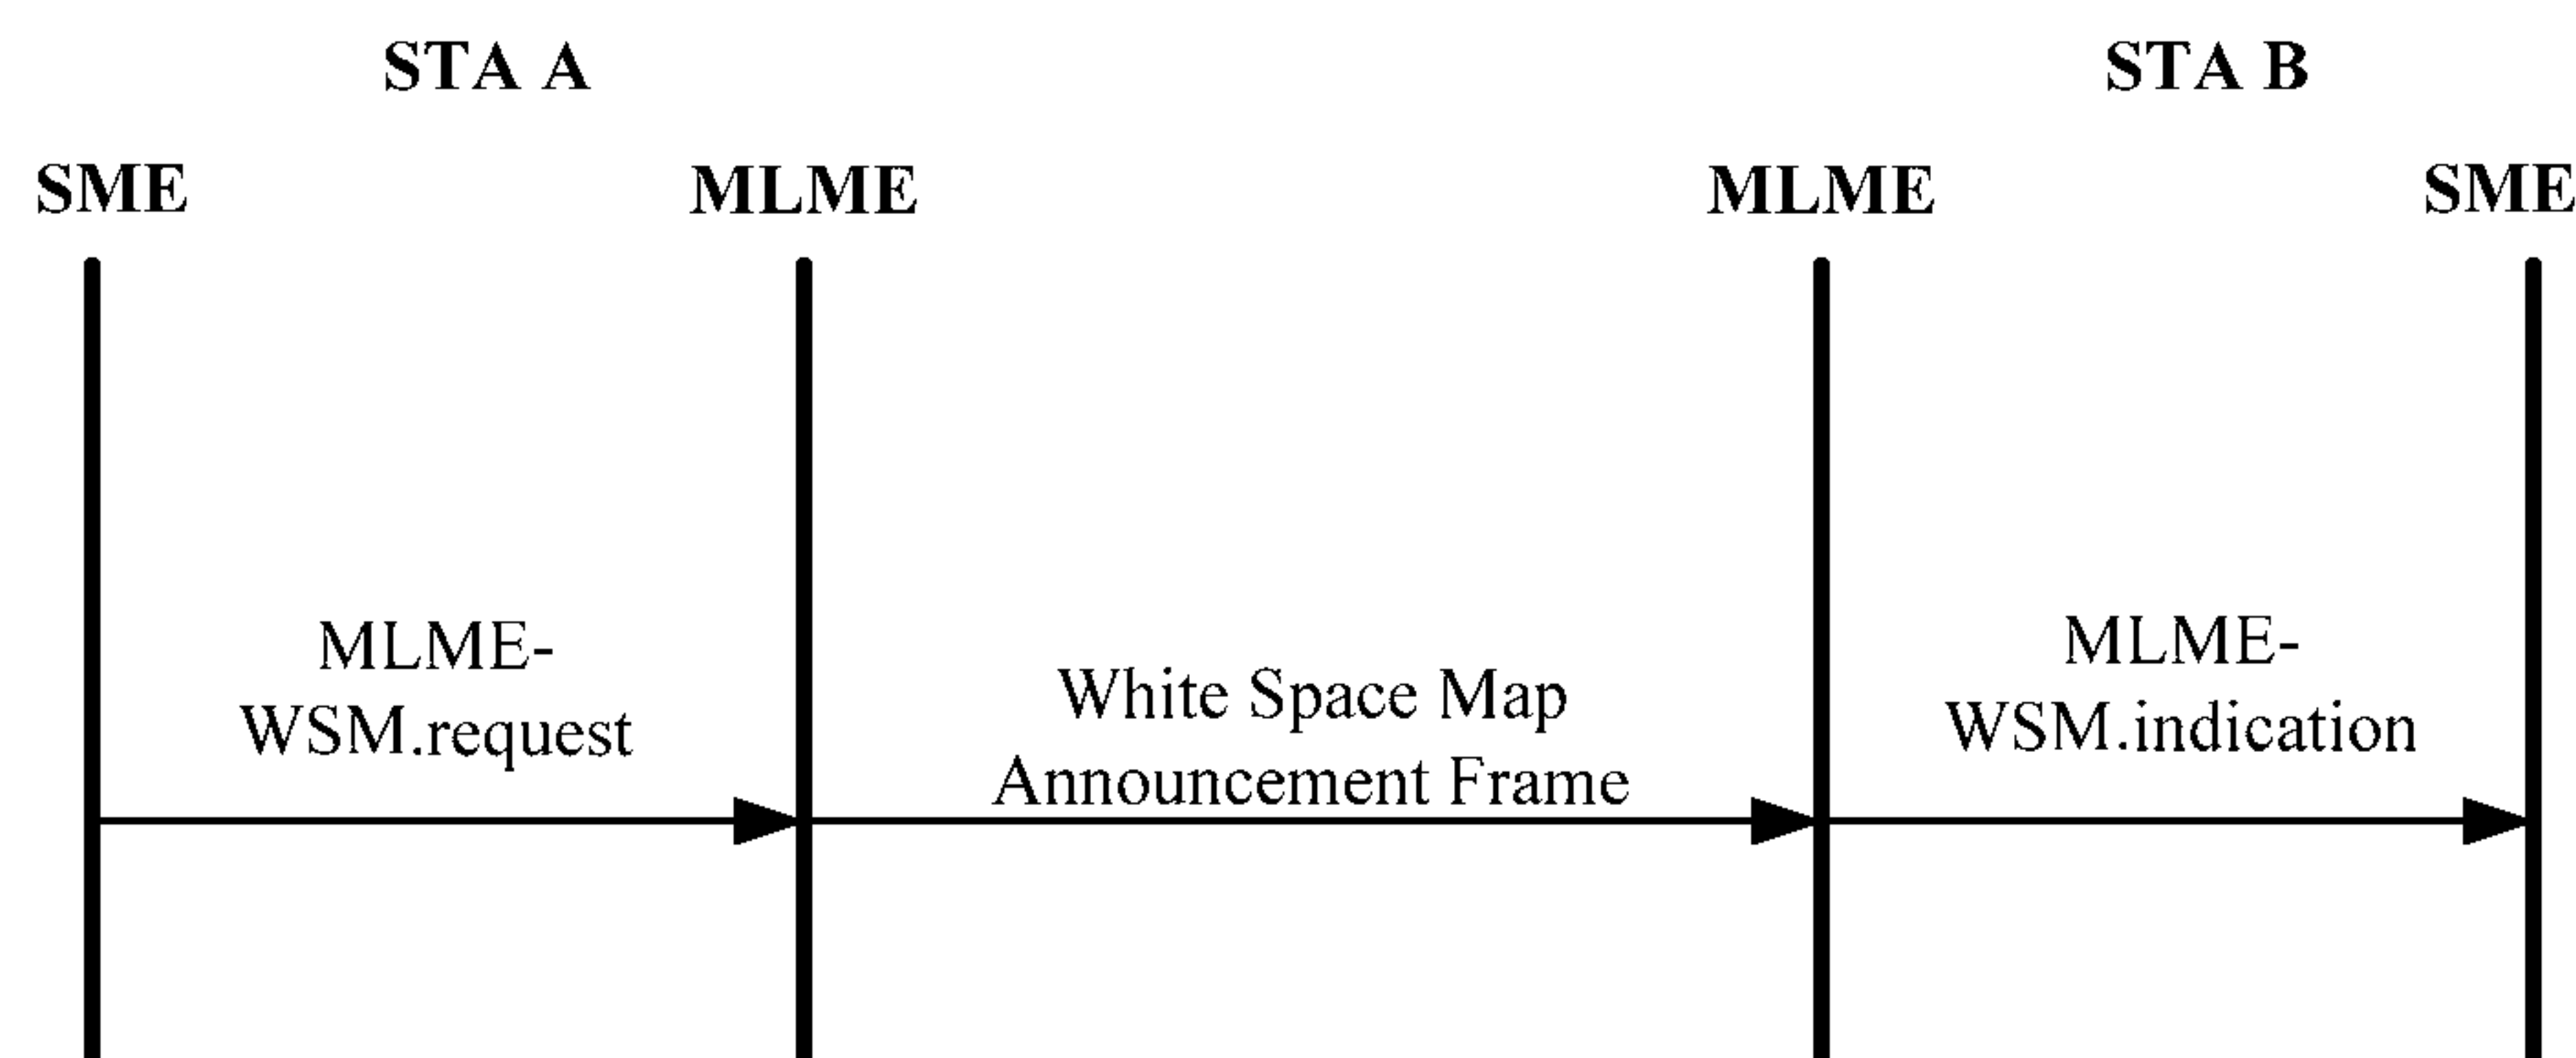 STA A
STA B
SME
MLME
MLME
SME
MLME-
WSM.request
White Space Map
Announcement Frame
MLME-
WSM.indication